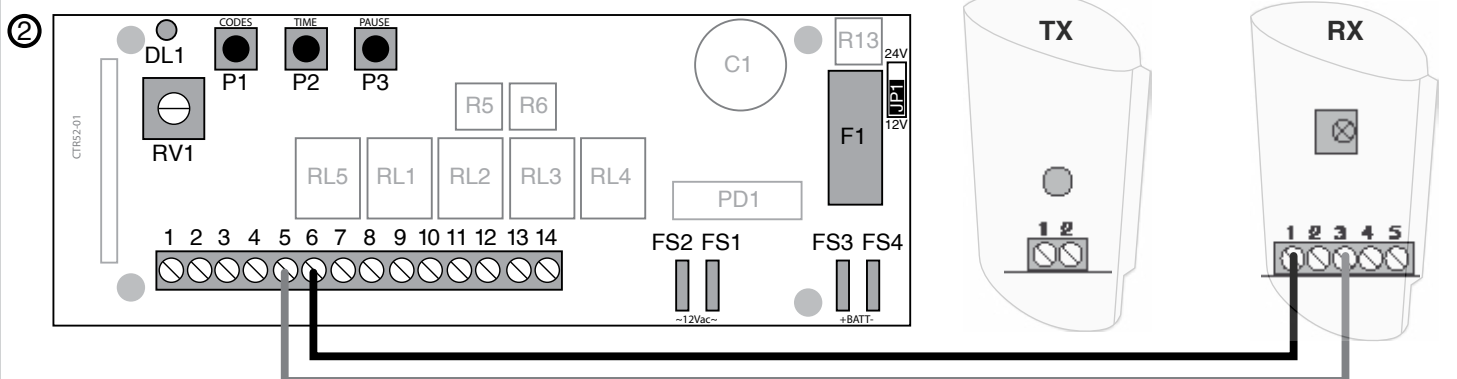 ②
CODES TIME PAUSE
DL1 P1 P2 P3
RV1
CTR52-01
R5 R6
C1
R13
24V
JP1
12V
F1
RL5 RL1 RL2 RL3 RL4
PD1
1 2 3 4 5 6 7 8 9 10 11 12 13 14
FS2 FS1
~12Vac~
FS3 FS4
+BATT-
TX
1 2
RX
1 2 3 4 5